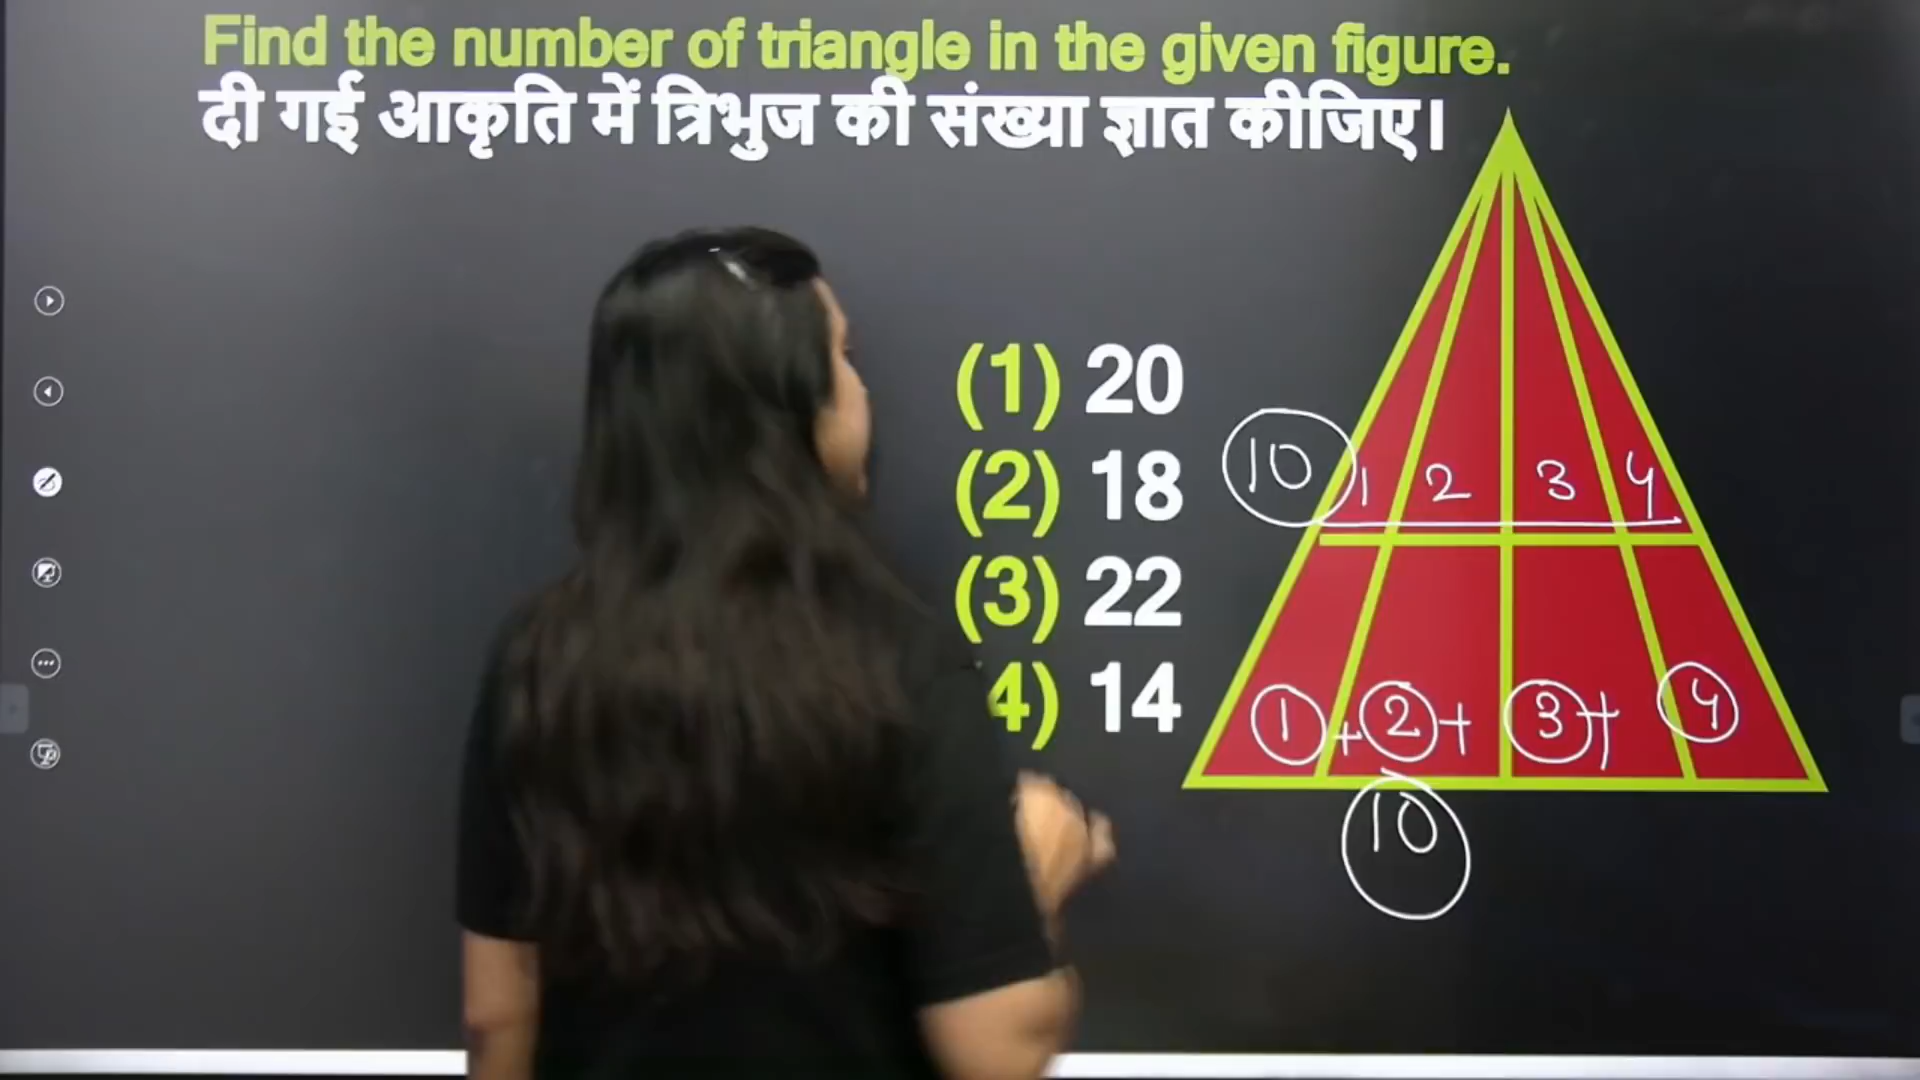 Find the number of triangle in the given figure.
दी गई आकृति में त्रिभुज की संख्या ज्ञात कीजिए।
(1) 20
(2) 18
(3) 22
4) 14
10 1 2 3 4
1 + 2 + 3 + 4
10